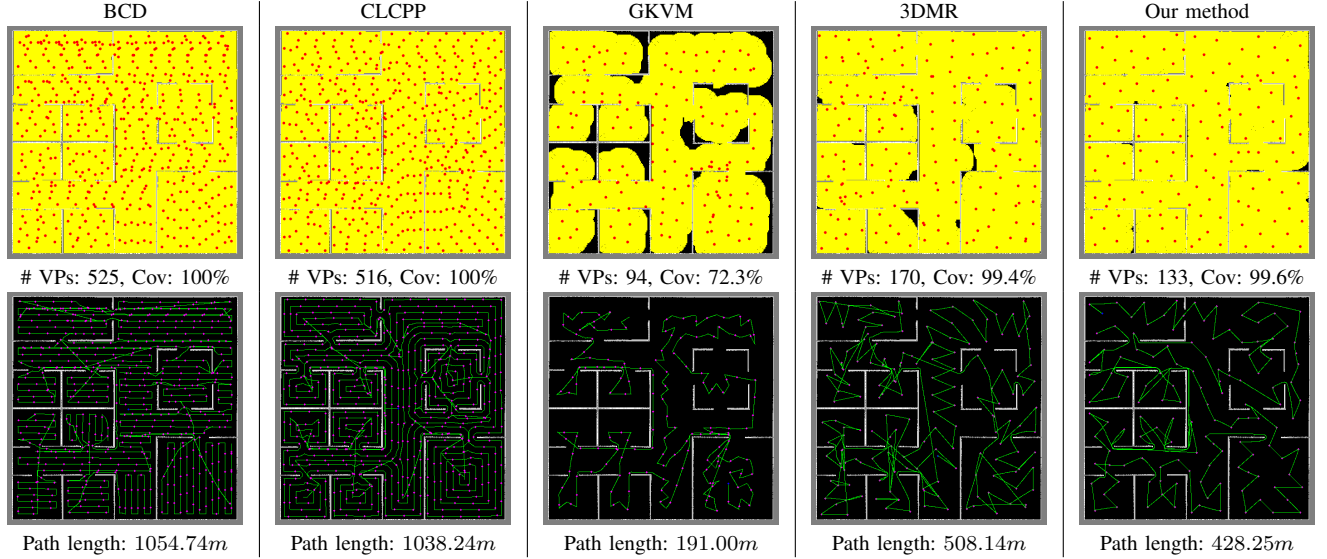 BCD CLCPP GKVM 3DMR Our method
# VPs: 525, Cov: 100% # VPs: 516, Cov: 100% # VPs: 94, Cov: 72.3% # VPs: 170, Cov: 99.4% # VPs: 133, Cov: 99.6%
Path length: 1054.74m Path length: 1038.24m Path length: 191.00m Path length: 508.14m Path length: 428.25m